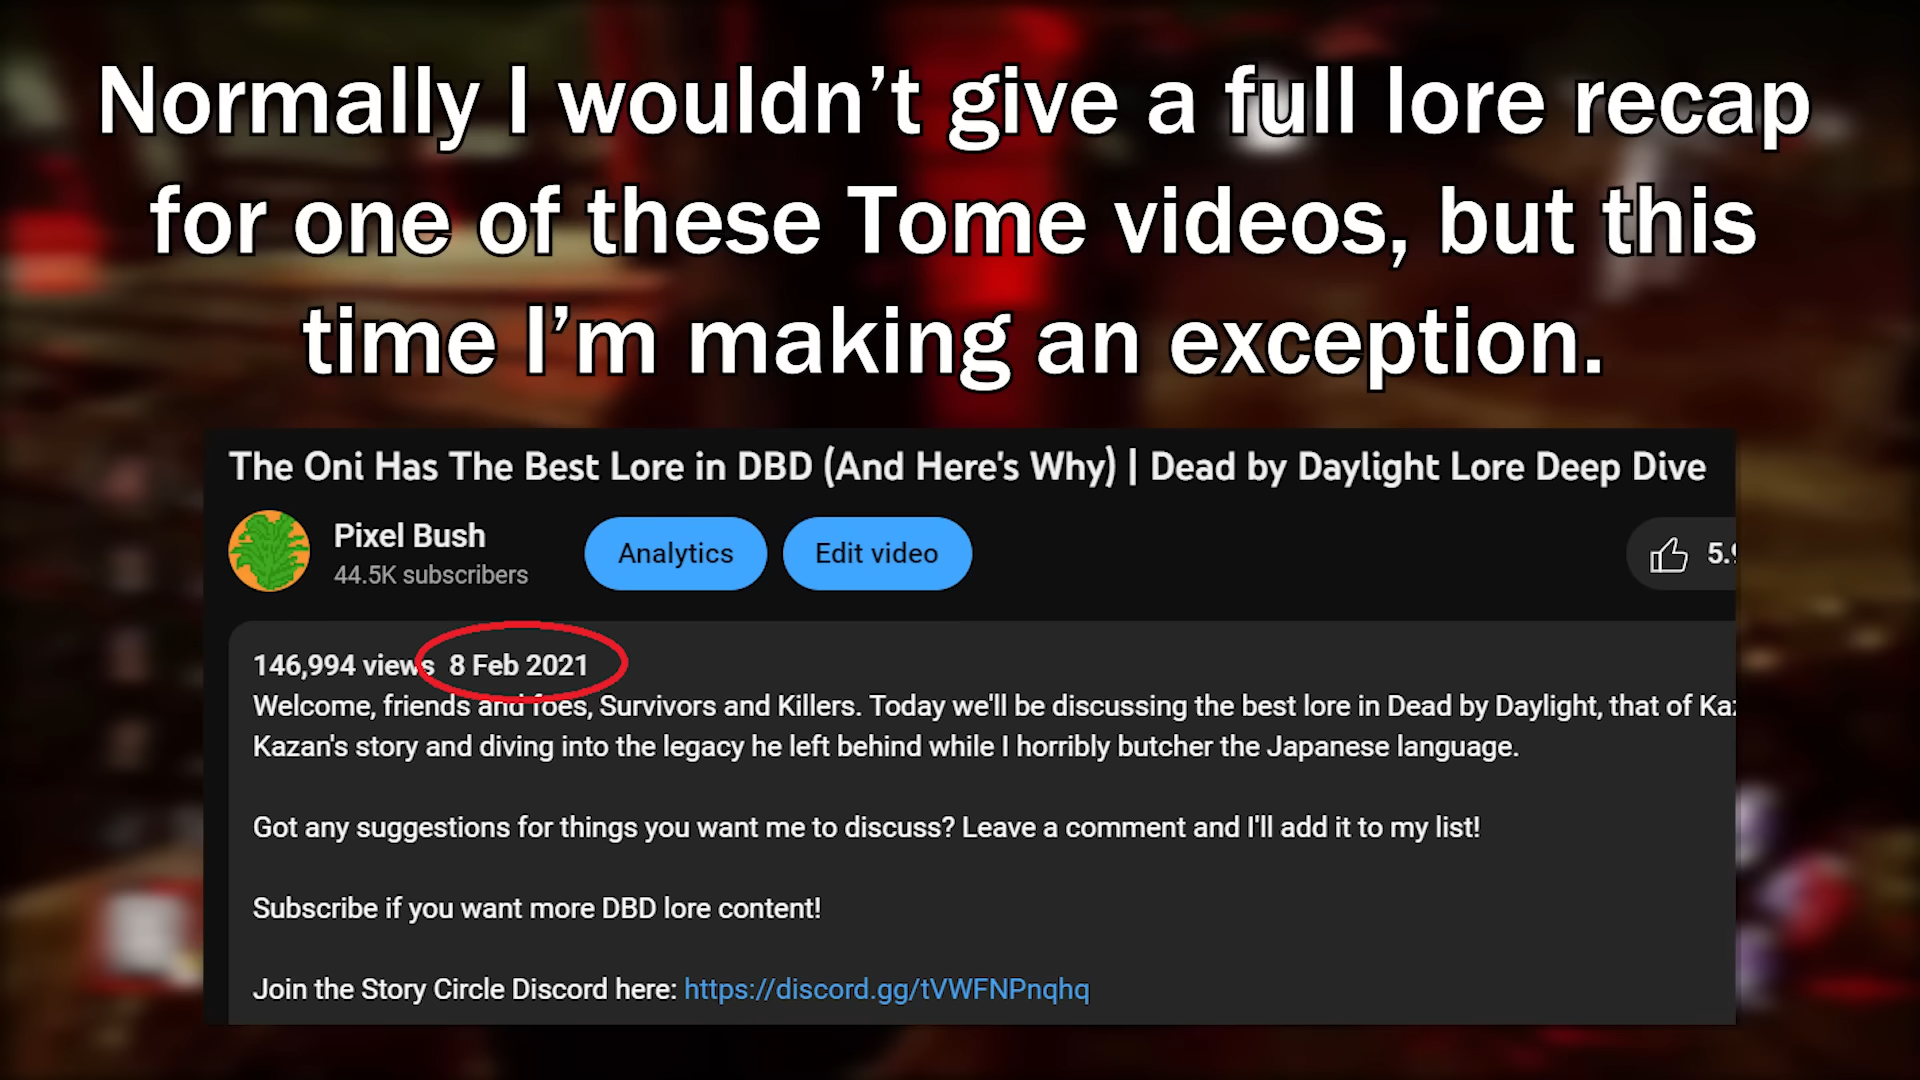 Normally I wouldn’t give a full lore recap
for one of these Tome videos, but this
time I’m making an exception.
The Oni Has The Best Lore in DBD (And Here's Why) | Dead by Daylight Lore Deep Dive
Pixel Bush
44.5K subscribers
Analytics
Edit video
146,994 views 8 Feb 2021
Welcome, friends and foes, Survivors and Killers. Today we'll be discussing the best lore in Dead by Daylight, that of
Kazan's story and diving into the legacy he left behind while I horribly butcher the Japanese language.
Got any suggestions for things you want me to discuss? Leave a comment and I'll add it to my list!
Subscribe if you want more DBD lore content!
Join the Story Circle Discord here: https://discord.gg/tVWFNPnqhq